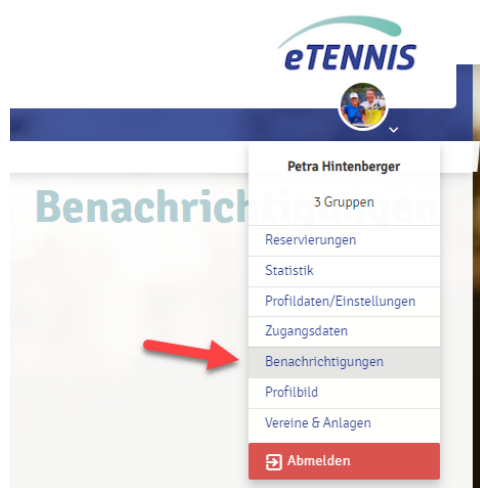 eTENNIS
Petra Hintenberger
3 Gruppen
Benachrichtigungen
Reservierungen
Statistik
Profildaten/Einstellungen
Zugangsdaten
Benachrichtigungen
Profilbild
Vereine & Anlagen
Abmelden